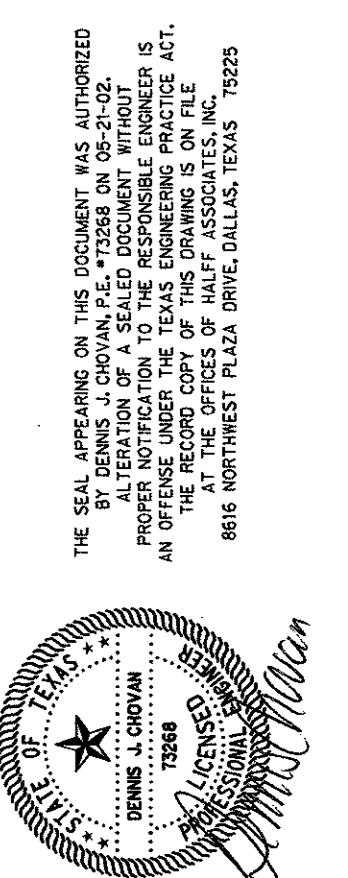 THE SEAL APPEARING ON THIS DOCUMENT WAS AUTHORIZED
BY DENNIS J. CHOVAN, P.E. #73268 ON 05-21-02.
ALTERATION OF A SEALED DOCUMENT WITHOUT
PROPER NOTIFICATION TO THE RESPONSIBLE ENGINEER IS
AN OFFENSE UNDER THE TEXAS ENGINEERING PRACTICE ACT.
THE RECORD COPY OF THIS DRAWING IS ON FILE
AT THE OFFICES OF HALFF ASSOCIATES, INC.
8616 NORTHWEST PLAZA DRIVE, DALLAS, TEXAS 75225
STATE OF TEXAS
DENNIS J. CHOVAN
73268
LICENSED
PROFESSIONAL ENGINEER
Dennis J Chovan